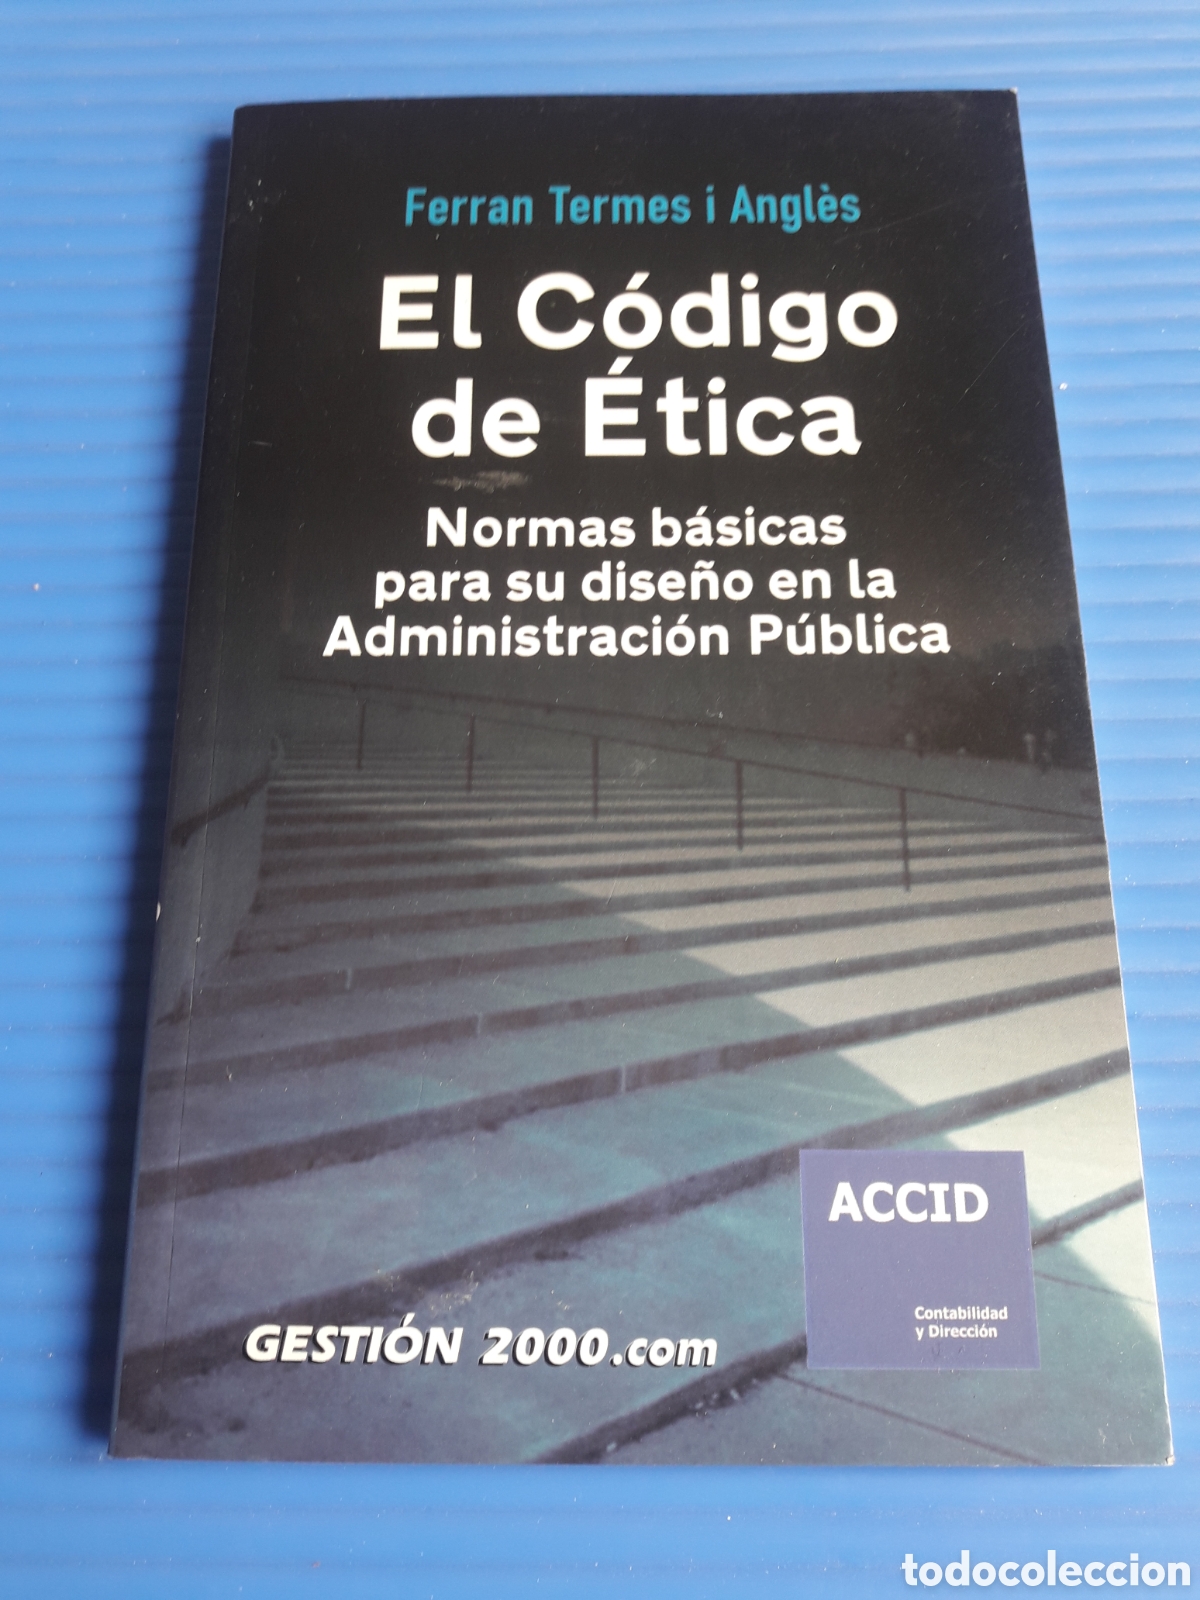 Ferran Termes i Anglès
El Código
de Ética
Normas básicas
para su diseño en la
Administración Pública
ACCID
Contabilidad
y Dirección
GESTIÓN 2000.com
todocoleccion